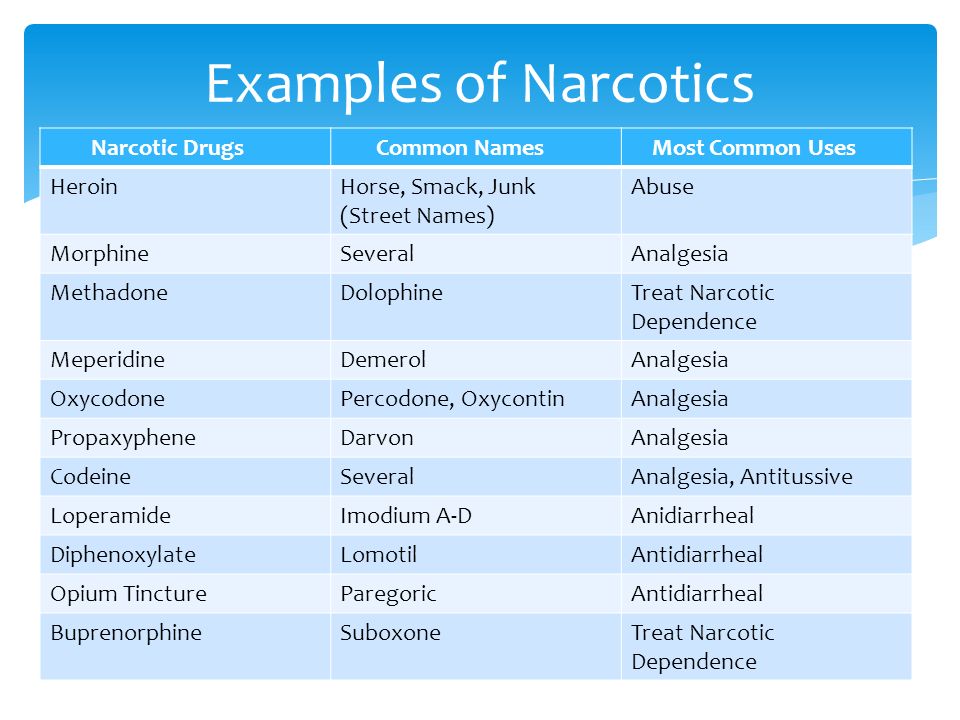 Examples of Narcotics
Narcotic Drugs Common Names Most Common Uses
Heroin Horse, Smack, Junk Abuse
(Street Names)
Morphine Several Analgesia
Methadone Dolophine Treat Narcotic
Dependence
Meperidine Demerol Analgesia
Oxycodone Percodone, Oxycontin Analgesia
Propaxyphene Darvon Analgesia
Codeine Several Analgesia, Antitussive
Loperamide Imodium A-D Anidiarrheal
Diphenoxylate Lomotil Antidiarrheal
Opium Tincture Paregoric Antidiarrheal
Buprenorphine Suboxone Treat Narcotic
Dependence